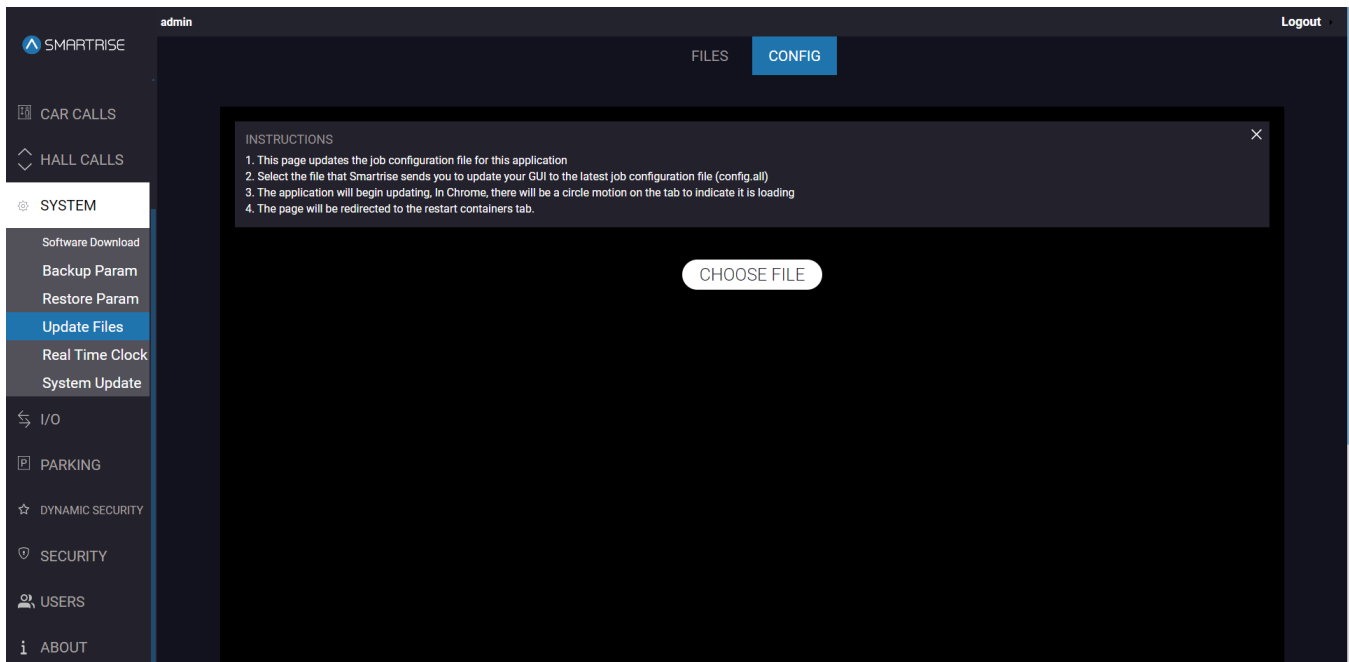 admin
Logout
SMARTRISE
FILES
CONFIG
CAR CALLS
HALL CALLS
SYSTEM
Software Download
Backup Param
Restore Param
Update Files
Real Time Clock
System Update
I/O
PARKING
DYNAMIC SECURITY
SECURITY
USERS
ABOUT
INSTRUCTIONS
1. This page updates the job configuration file for this application
2. Select the file that Smartrise sends you to update your GUI to the latest job configuration file (config.all)
3. The application will begin updating, In Chrome, there will be a circle motion on the tab to indicate it is loading
4. The page will be redirected to the restart containers tab.
CHOOSE FILE